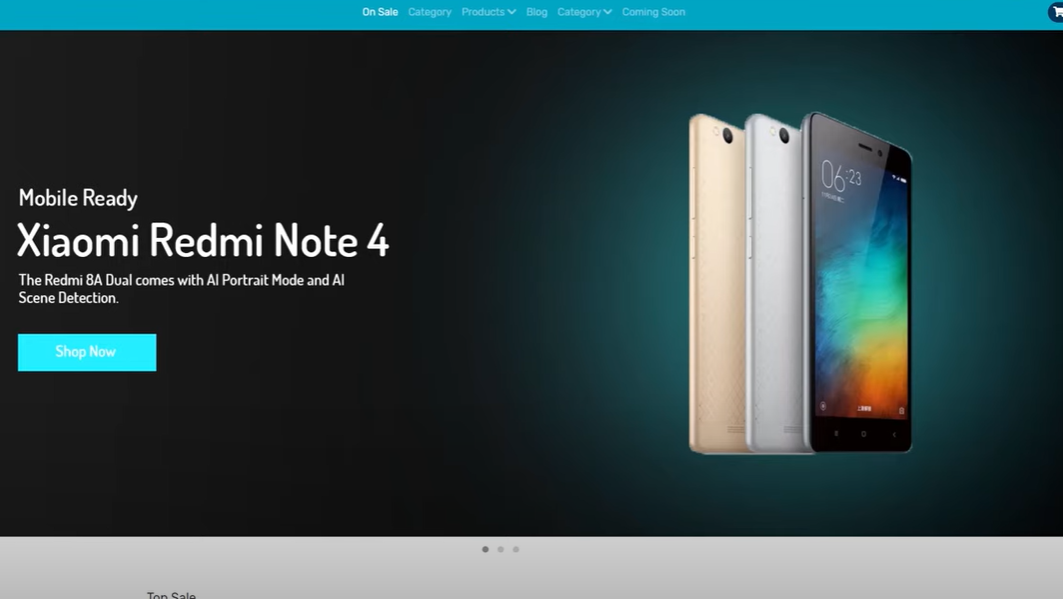 On Sale Category Products Blog Category Coming Soon
Mobile Ready
Xiaomi Redmi Note 4
The Redmi 8A Dual comes with AI Portrait Mode and AI
Scene Detection.
Shop Now
06:23
Top Sale